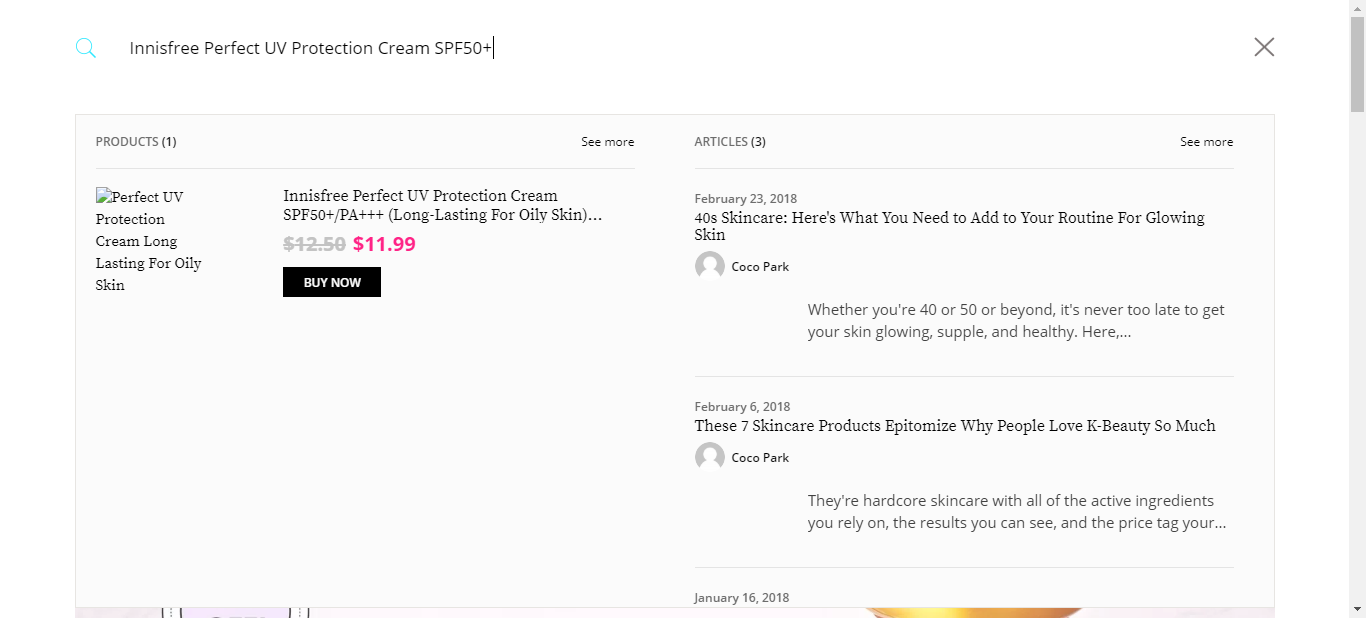 Innisfree Perfect UV Protection Cream SPF50+
PRODUCTS (1)
See more
Perfect UV
Protection
Cream Long
Lasting For Oily
Skin
Innisfree Perfect UV Protection Cream
SPF50+/PA+++ (Long-Lasting For Oily Skin)...
$12.50 $11.99
BUY NOW
ARTICLES (3)
See more
February 23, 2018
40s Skincare: Here's What You Need to Add to Your Routine For Glowing
Skin
Coco Park
Whether you're 40 or 50 or beyond, it's never too late to get
your skin glowing, supple, and healthy. Here,...
February 6, 2018
These 7 Skincare Products Epitomize Why People Love K-Beauty So Much
Coco Park
They're hardcore skincare with all of the active ingredients
you rely on, the results you can see, and the price tag your...
January 16, 2018